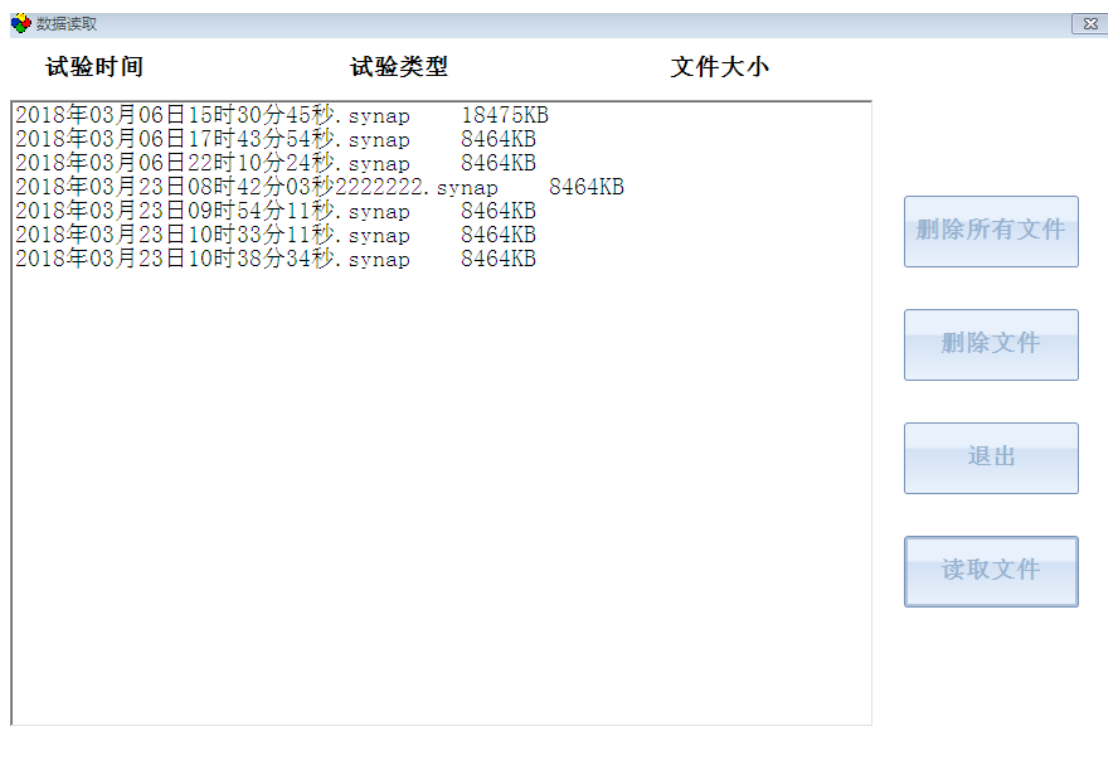 数据读取
试验时间 试验类型 文件大小
2018年03月06日15时30分45秒.synap 18475KB
2018年03月06日17时43分54秒.synap 8464KB
2018年03月06日22时10分24秒.synap 8464KB
2018年03月23日08时42分03秒2222222.synap 8464KB
2018年03月23日09时54分11秒.synap 8464KB
2018年03月23日10时33分11秒.synap 8464KB
2018年03月23日10时38分34秒.synap 8464KB
删除所有文件
删除文件
退出
读取文件